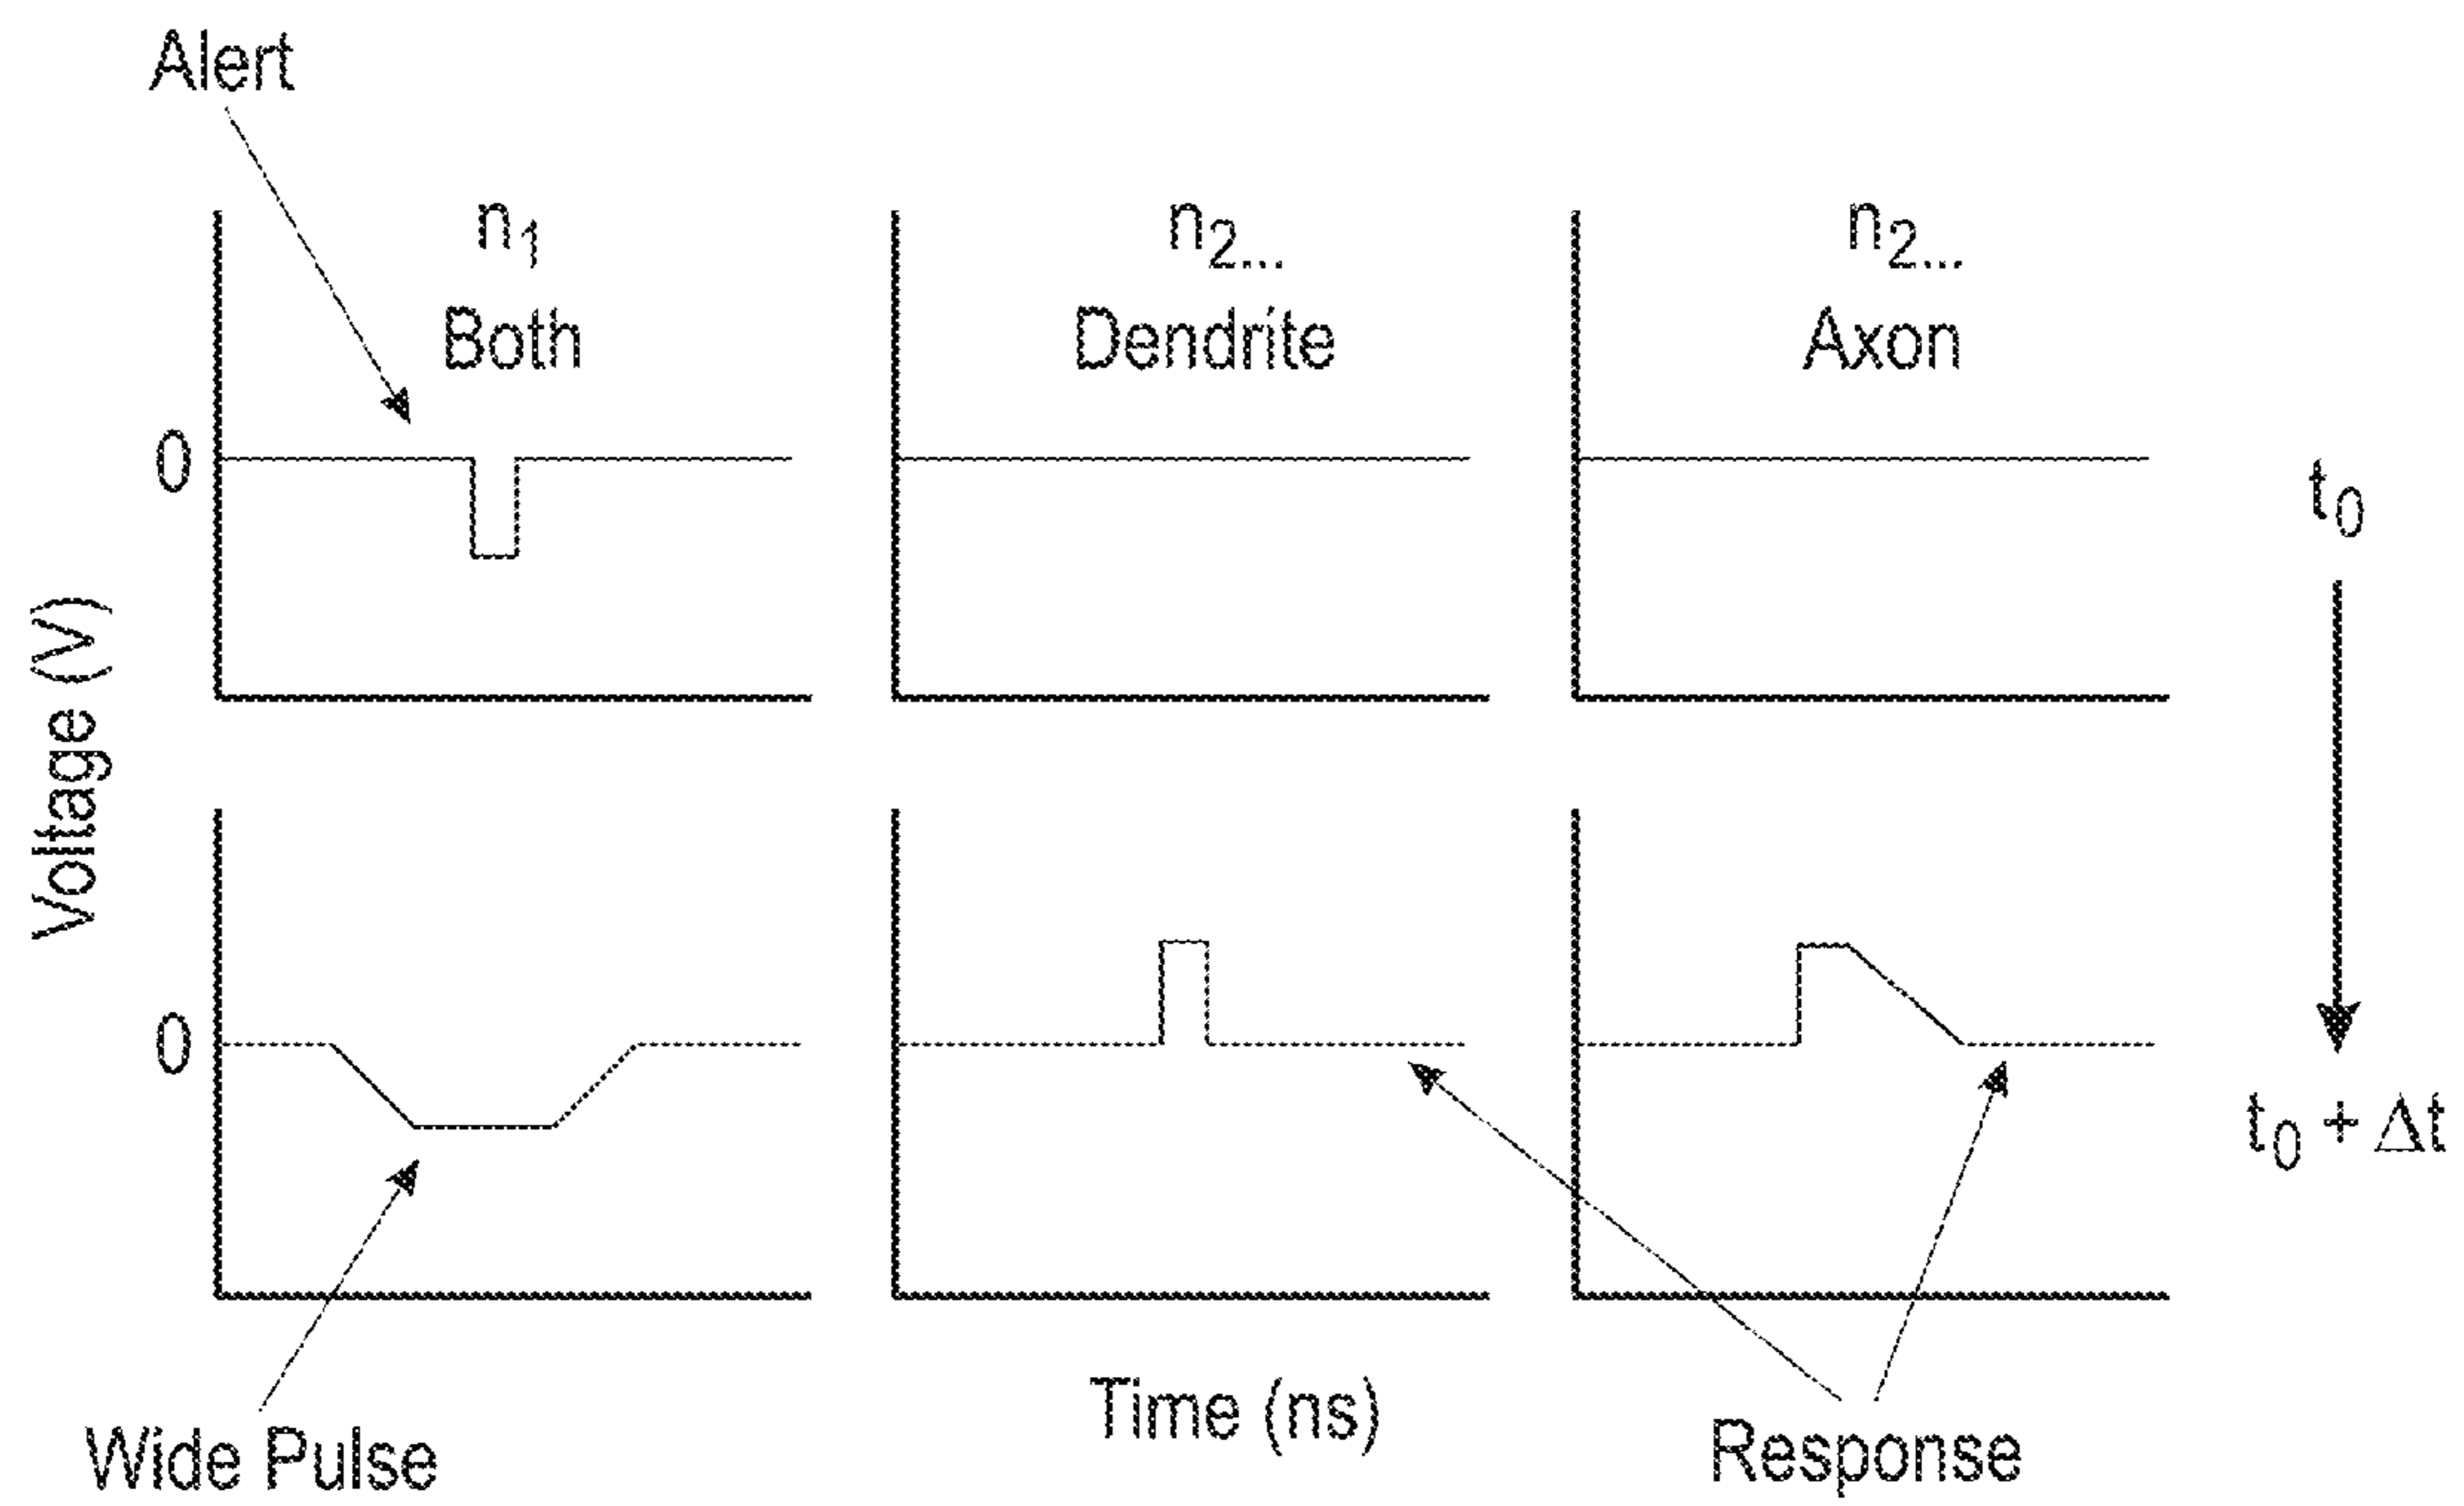 Alert
n1
Both
n2...
Dendrite
n2...
Axon
0
t0
Voltage (V)
0
t0 + Δt
Time (ns)
Wide Pulse
Response